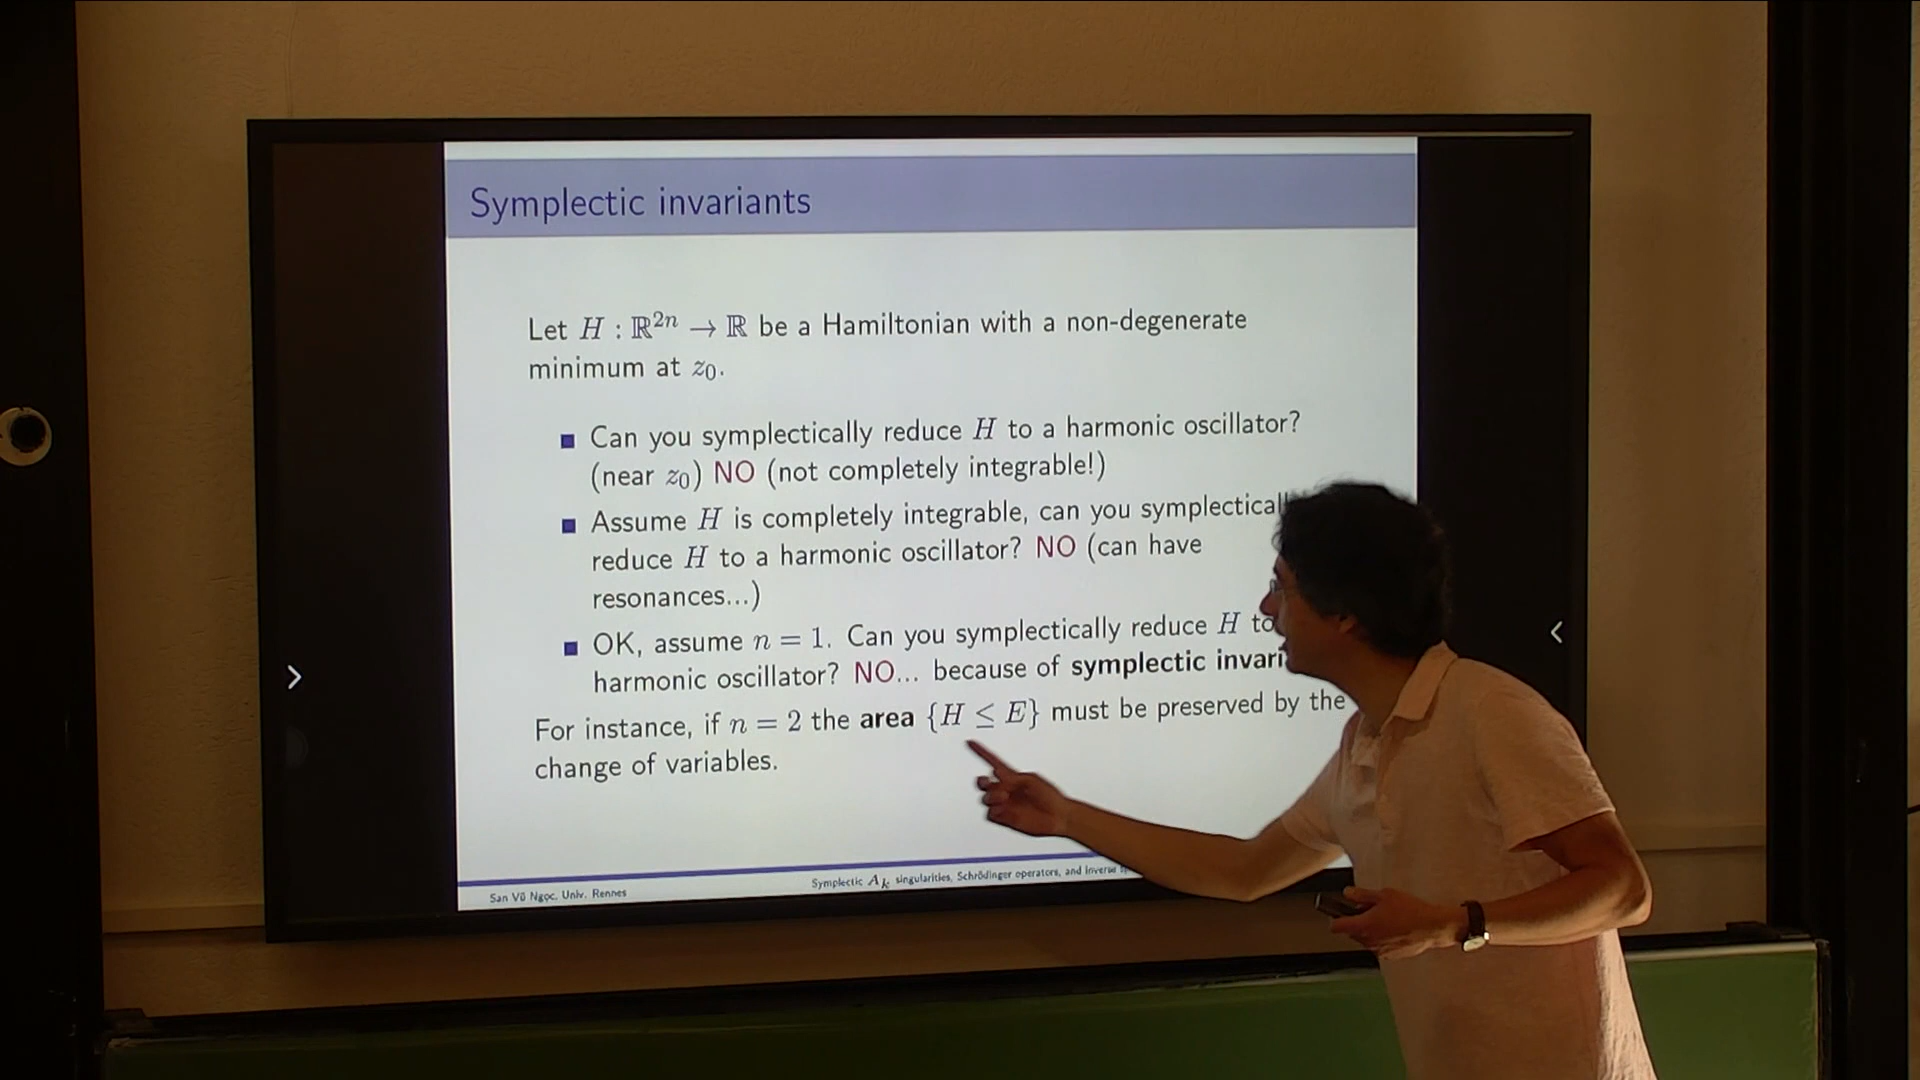 Symplectic invariants
Let H : ℝ²ⁿ → ℝ be a Hamiltonian with a non-degenerate
minimum at z₀.
Can you symplectically reduce H to a harmonic oscillator?
(near z₀) NO (not completely integrable!)
Assume H is completely integrable, can you
reduce H to a harmonic oscillator? NO (can have
resonances...)
OK, assume n = 1. Can you symplectically reduce H to
harmonic oscillator? NO... because of symplectic
For instance, if n = 2 the area {H ≤ E} must be preserved by the
change of variables.
San Vũ Ngọc, Univ. Rennes
Symplectic Aₖ singularities, Schrödinger operators, and inverse